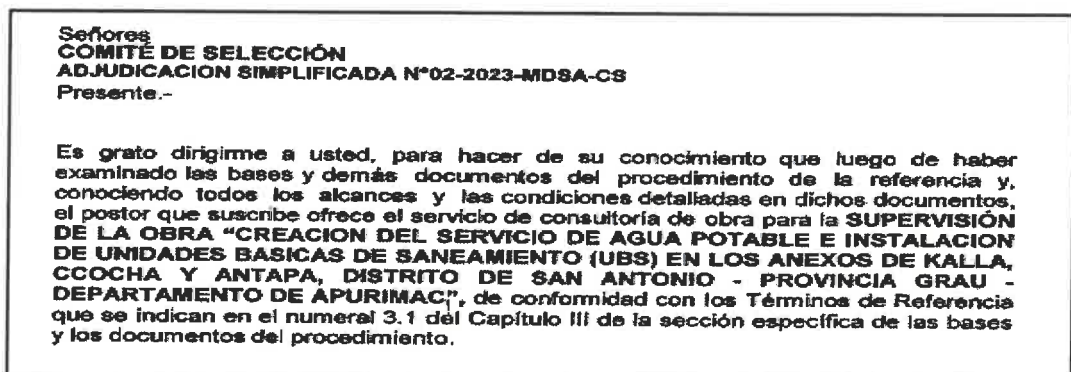 Señores
COMITÉ DE SELECCIÓN
ADJUDICACION SIMPLIFICADA N°02-2023-MDSA-CS
Presente.-
Es grato dirigirme a usted, para hacer de su conocimiento que luego de haber
examinado las bases y demás documentos del procedimiento de la referencia y,
conociendo todos los alcances y las condiciones detalladas en dichos documentos,
el postor que suscribe ofrece el servicio de consultoría de obra para la SUPERVISIÓN
DE LA OBRA “CREACION DEL SERVICIO DE AGUA POTABLE E INSTALACION
DE UNIDADES BASICAS DE SANEAMIENTO (UBS) EN LOS ANEXOS DE KALLA,
CCOCHA Y ANTAPA, DISTRITO DE SAN ANTONIO - PROVINCIA GRAU -
DEPARTAMENTO DE APURIMAC”, de conformidad con los Términos de Referencia
que se indican en el numeral 3.1 del Capítulo III de la sección específica de las bases
y los documentos del procedimiento.